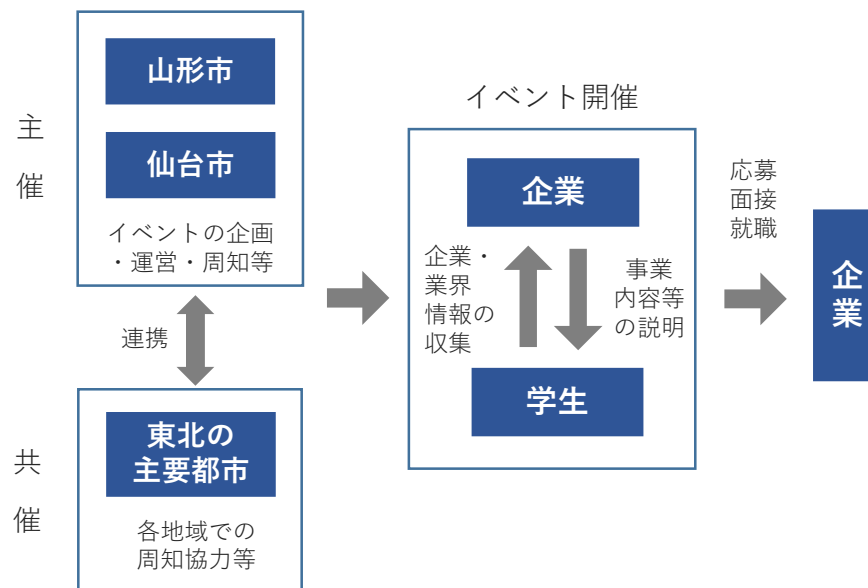 主
催
山形市
仙台市
イベントの企画
・運営・周知等
連携
共
催
東北の
主要都市
各地域での
周知協力等
イベント開催
企業
企業・
業界
情報の
収集
事業
内容等
の説明
学生
応募
面接
就職
企
業